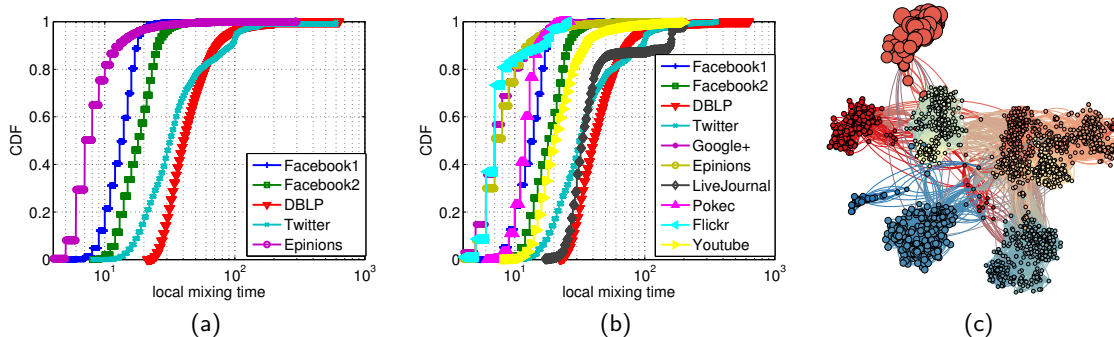 1
0.8
0.6
0.4
0.2
0
CDF
10^1
10^2
10^3
local mixing time
Facebook1
Facebook2
DBLP
Twitter
Epinions
(a)
1
0.8
0.6
0.4
0.2
0
CDF
10^1
10^2
10^3
local mixing time
Facebook1
Facebook2
DBLP
Twitter
Google+
Epinions
LiveJournal
Pokec
Flickr
Youtube
(b)
(c)